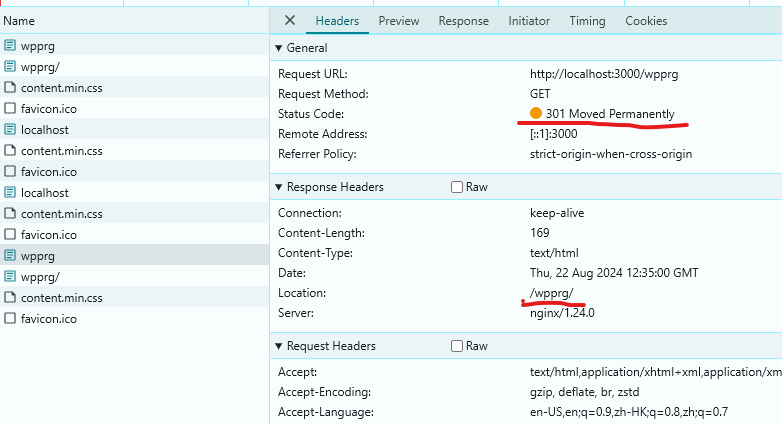 Name
wpprg
wpprg/
content.min.css
favicon.ico
localhost
content.min.css
favicon.ico
localhost
content.min.css
favicon.ico
wpprg
wpprg/
content.min.css
favicon.ico
Headers Preview Response Initiator Timing Cookies
General
Request URL: http://localhost:3000/wpprg
Request Method: GET
Status Code: 301 Moved Permanently
Remote Address: [::1]:3000
Referrer Policy: strict-origin-when-cross-origin
Response Headers Raw
Connection: keep-alive
Content-Length: 169
Content-Type: text/html
Date: Thu, 22 Aug 2024 12:35:00 GMT
Location: /wpprg/
Server: nginx/1.24.0
Request Headers Raw
Accept: text/html,application/xhtml+xml,application/xm
Accept-Encoding: gzip, deflate, br, zstd
Accept-Language: en-US,en;q=0.9,zh-HK;q=0.8,zh;q=0.7